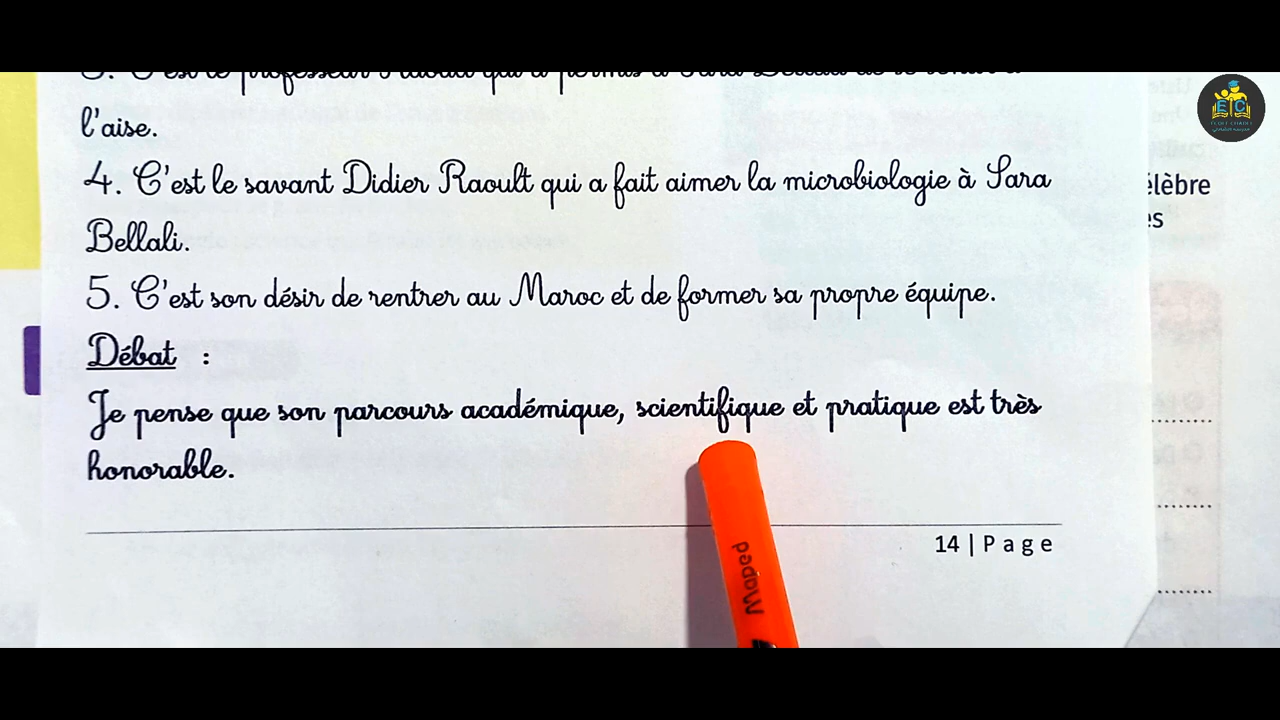 l'aise.
4. C'est le savant Didier Raoult qui a fait aimer la microbiologie à Sara
Bellali.
5. C'est son désir de rentrer au Maroc et de former sa propre équipe.
Débat :
Je pense que son parcours académique, scientifique et pratique est très
honorable.
14 | Page
Maped
EC